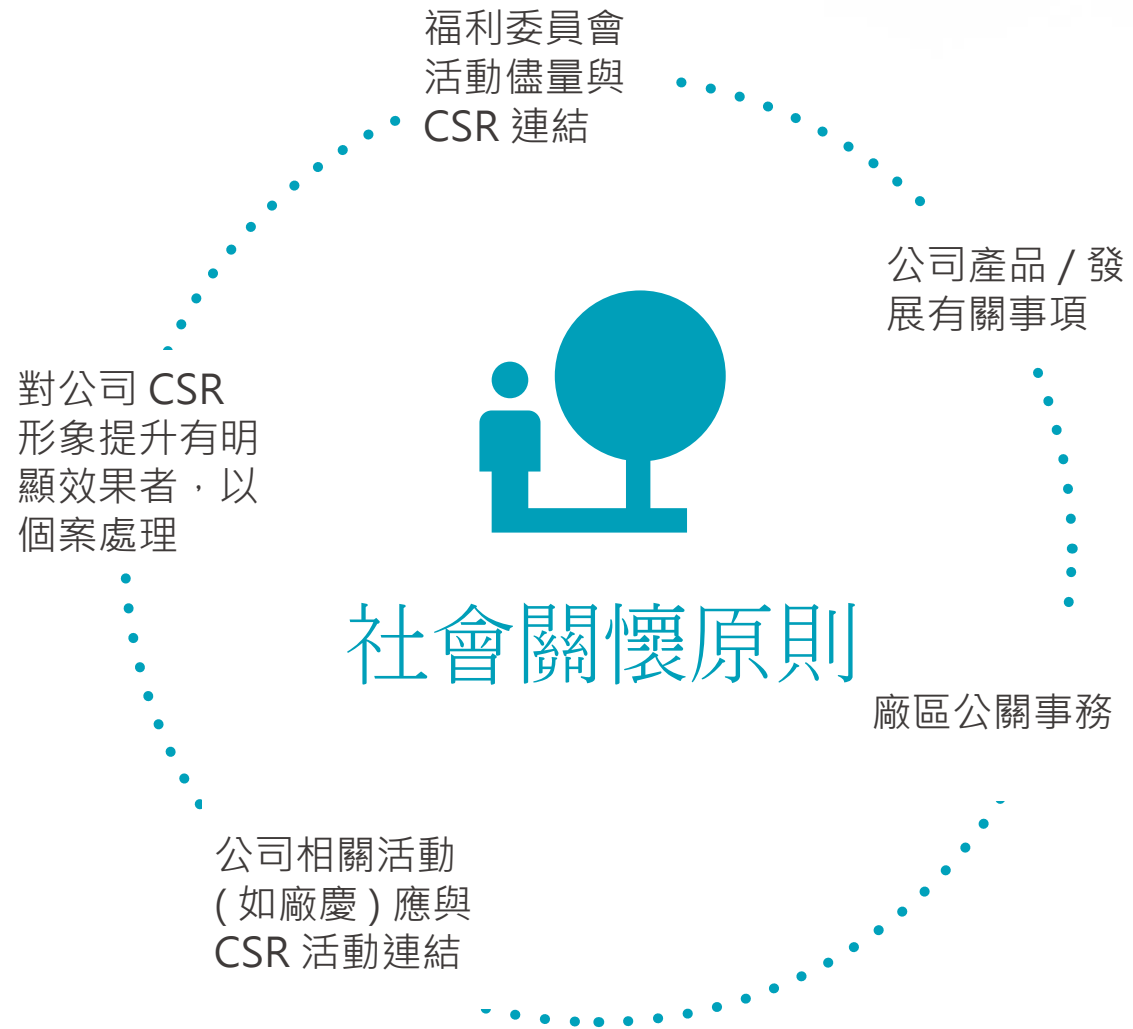 福利委員會
活動儘量與
CSR 連結
公司產品 / 發
展有關事項
對公司 CSR
形象提升有明
顯效果者，以
個案處理
社會關懷原則
廠區公關事務
公司相關活動
( 如廠慶 ) 應與
CSR 活動連結